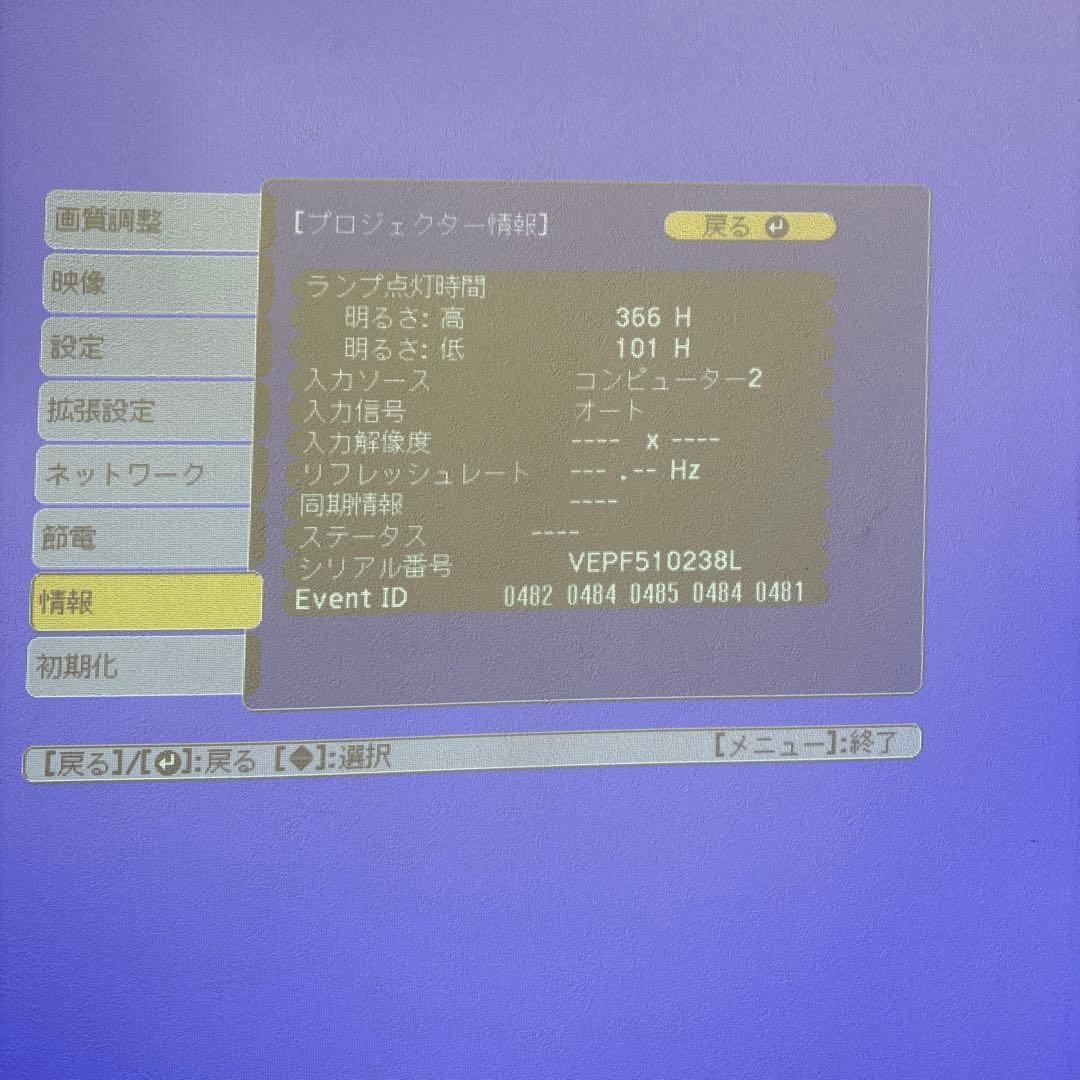 画質調整
映像
設定
拡張設定
ネットワーク
節電
情報
初期化
[プロジェクター情報]
戻る
ランプ点灯時間
明るさ: 高 366 H
明るさ: 低 101 H
入力ソース コンピューター2
入力信号 オート
入力解像度 ---- x ----
リフレッシュレート ---.-- Hz
同期情報 ----
ステータス ----
シリアル番号 VEPF510238L
Event ID 0482 0484 0485 0484 0481
[戻る]/[↵]:戻る [◆]:選択 [メニュー]:終了